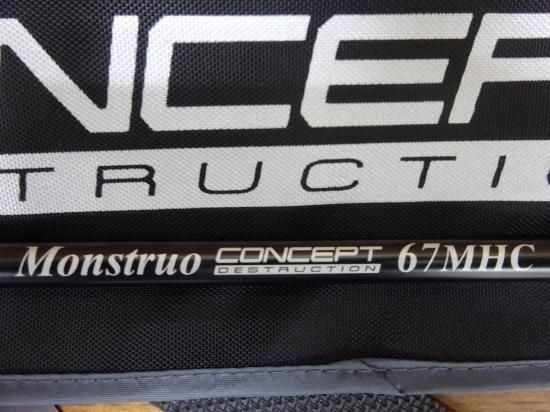 NCEP
TRUCTI
Monstruo CONCEPT DESTRUCTION 67MHC